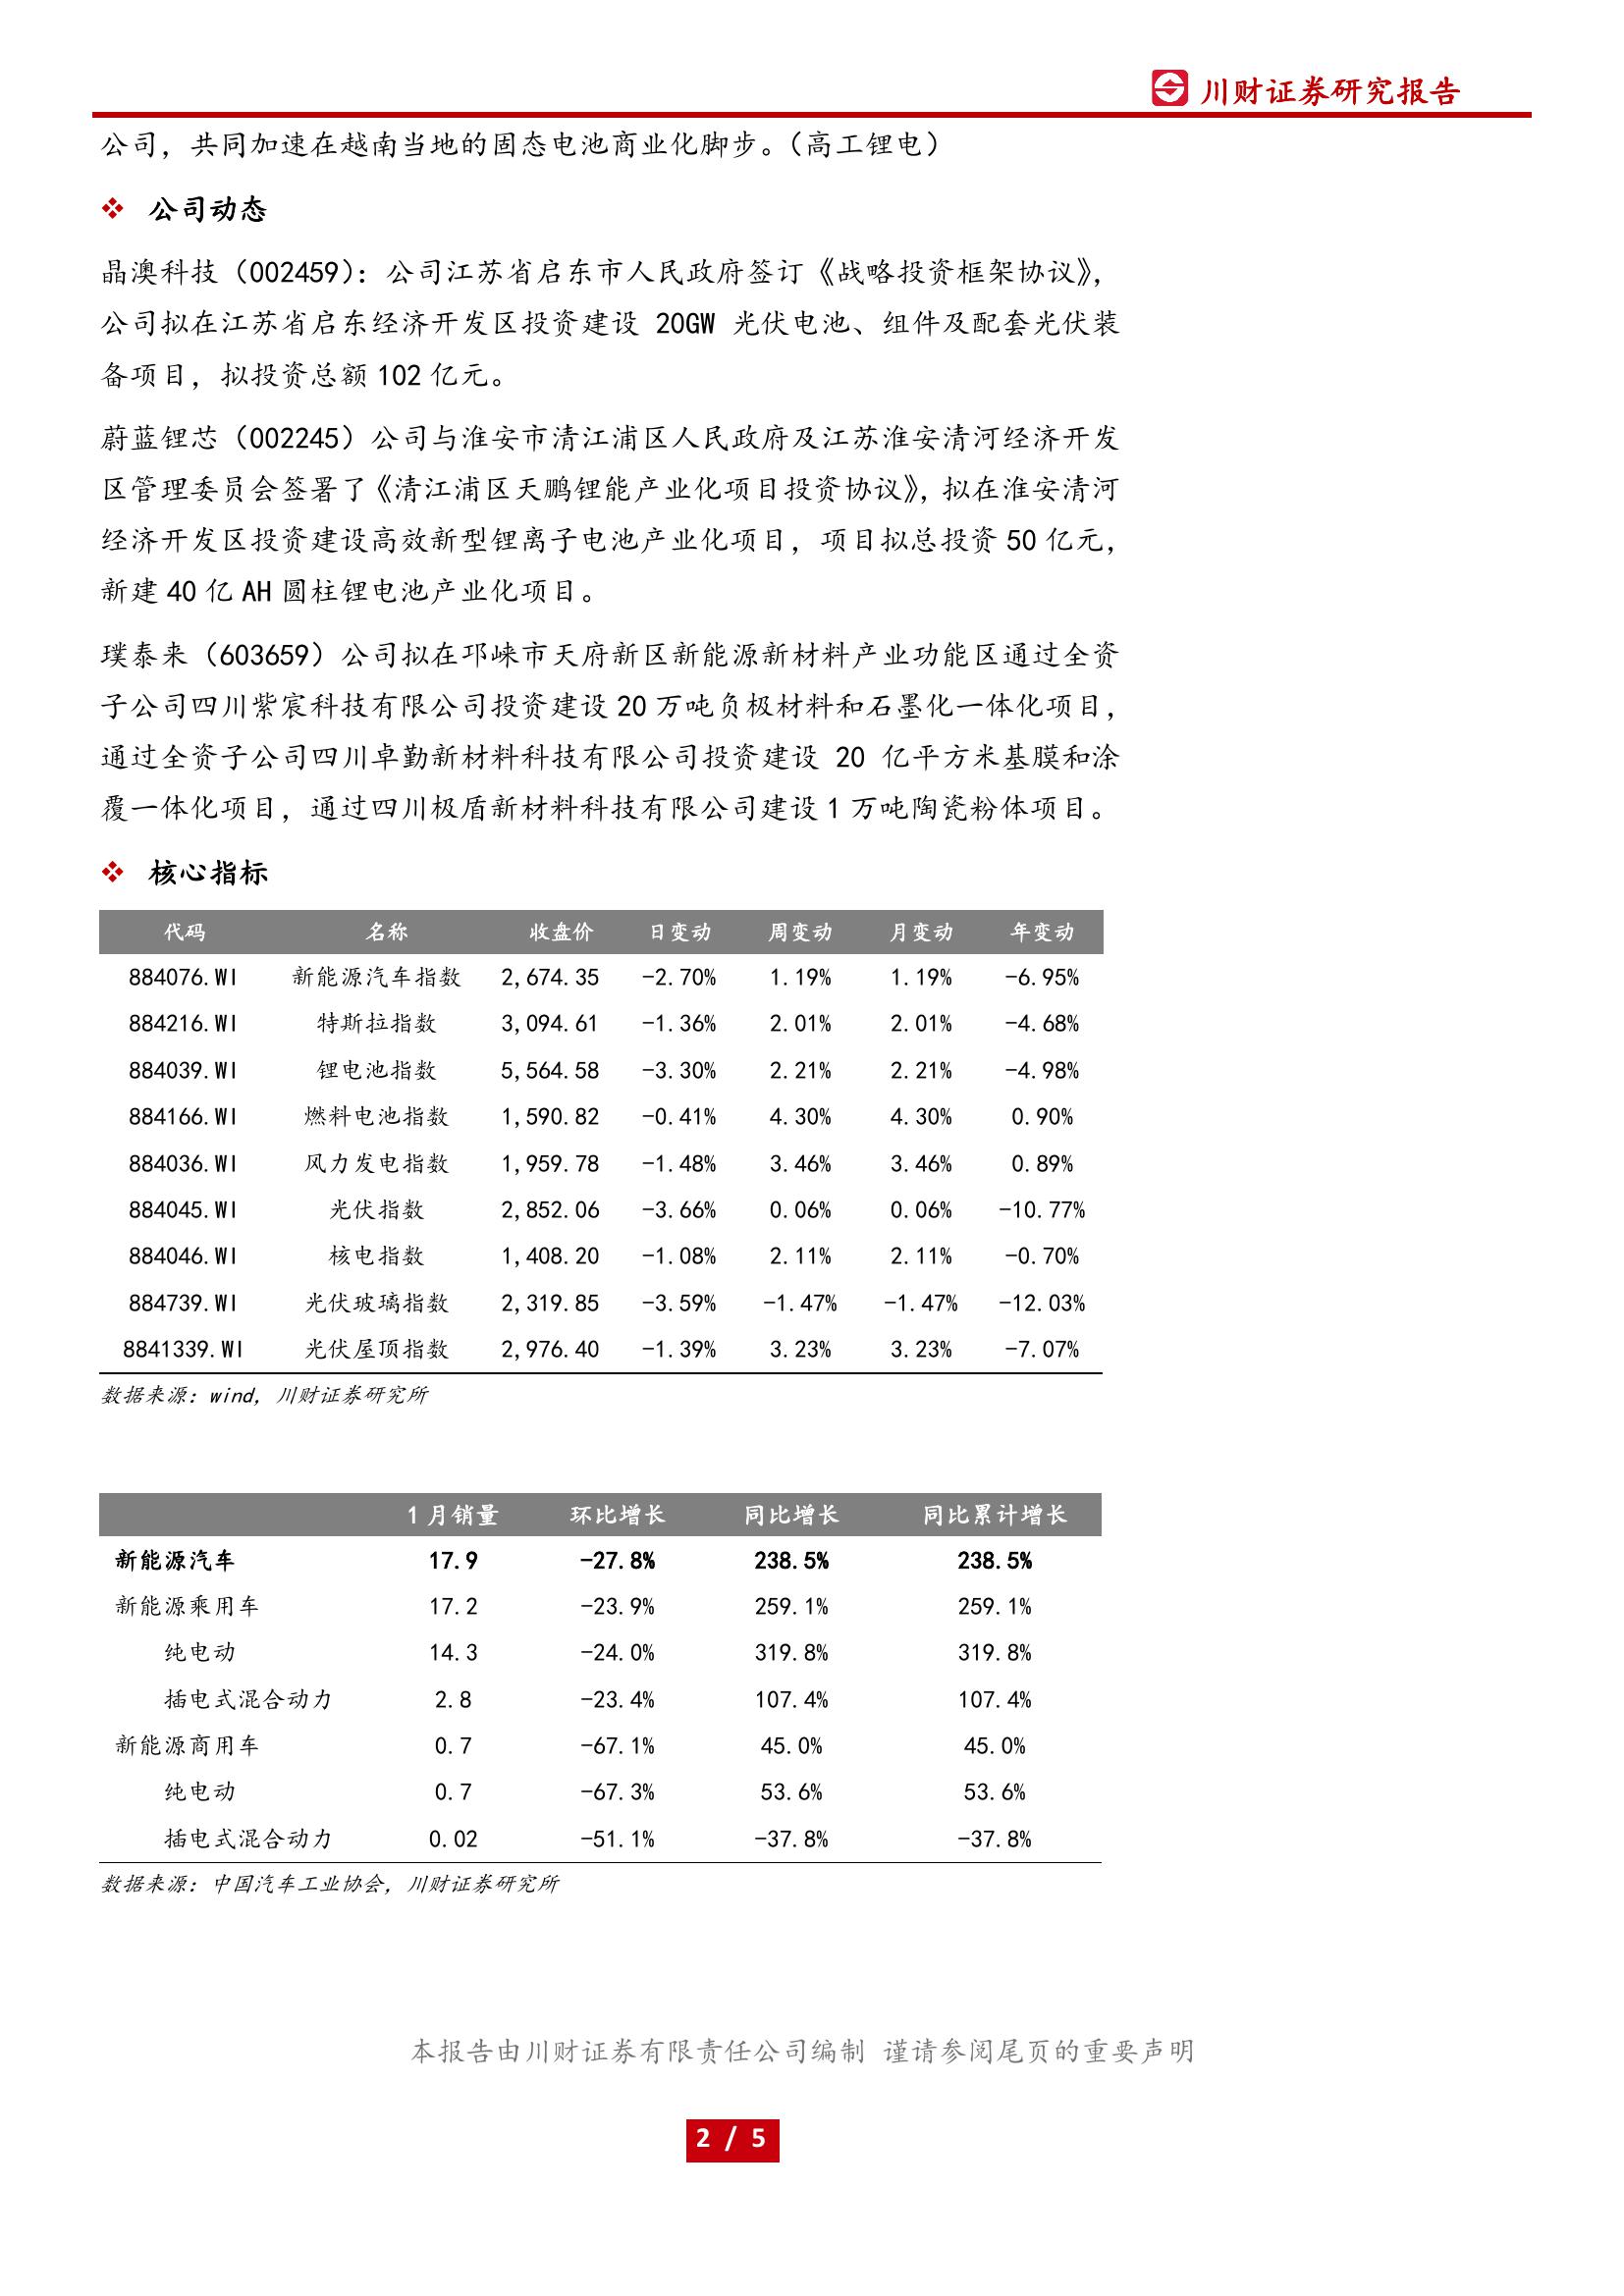 川财证券研究报告
公司，共同加速在越南当地的固态电池商业化脚步。（高工锂电）
❖ 公司动态
晶澳科技（002459）：公司江苏省启东市人民政府签订《战略投资框架协议》，
公司拟在江苏省启东经济开发区投资建设 20GW 光伏电池、组件及配套光伏装
备项目，拟投资总额 102 亿元。
蔚蓝锂芯（002245）公司与淮安市清江浦区人民政府及江苏淮安清河经济开发
区管理委员会签署了《清江浦区天鹏锂能产业化项目投资协议》，拟在淮安清河
经济开发区投资建设高效新型锂离子电池产业化项目，项目拟总投资 50 亿元，
新建 40 亿 AH 圆柱锂电池产业化项目。
璞泰来（603659）公司拟在邛崃市天府新区新能源新材料产业功能区通过全资
子公司四川紫宸科技有限公司投资建设 20 万吨负极材料和石墨化一体化项目，
通过全资子公司四川卓勤新材料科技有限公司投资建设 20 亿平方米基膜和涂
覆一体化项目，通过四川极盾新材料科技有限公司建设 1 万吨陶瓷粉体项目。
❖ 核心指标
代码 名称 收盘价 日变动 周变动 月变动 年变动
884076.WI 新能源汽车指数 2,674.35 -2.70% 1.19% 1.19% -6.95%
884216.WI 特斯拉指数 3,094.61 -1.36% 2.01% 2.01% -4.68%
884039.WI 锂电池指数 5,564.58 -3.30% 2.21% 2.21% -4.98%
884166.WI 燃料电池指数 1,590.82 -0.41% 4.30% 4.30% 0.90%
884036.WI 风力发电指数 1,959.78 -1.48% 3.46% 3.46% 0.89%
884045.WI 光伏指数 2,852.06 -3.66% 0.06% 0.06% -10.77%
884046.WI 核电指数 1,408.20 -1.08% 2.11% 2.11% -0.70%
884739.WI 光伏玻璃指数 2,319.85 -3.59% -1.47% -1.47% -12.03%
8841339.WI 光伏屋顶指数 2,976.40 -1.39% 3.23% 3.23% -7.07%
数据来源：wind，川财证券研究所
1 月销量 环比增长 同比增长 同比累计增长
新能源汽车 17.9 -27.8% 238.5% 238.5%
新能源乘用车 17.2 -23.9% 259.1% 259.1%
纯电动 14.3 -24.0% 319.8% 319.8%
插电式混合动力 2.8 -23.4% 107.4% 107.4%
新能源商用车 0.7 -67.1% 45.0% 45.0%
纯电动 0.7 -67.3% 53.6% 53.6%
插电式混合动力 0.02 -51.1% -37.8% -37.8%
数据来源：中国汽车工业协会，川财证券研究所
本报告由川财证券有限责任公司编制 谨请参阅尾页的重要声明
2 / 5